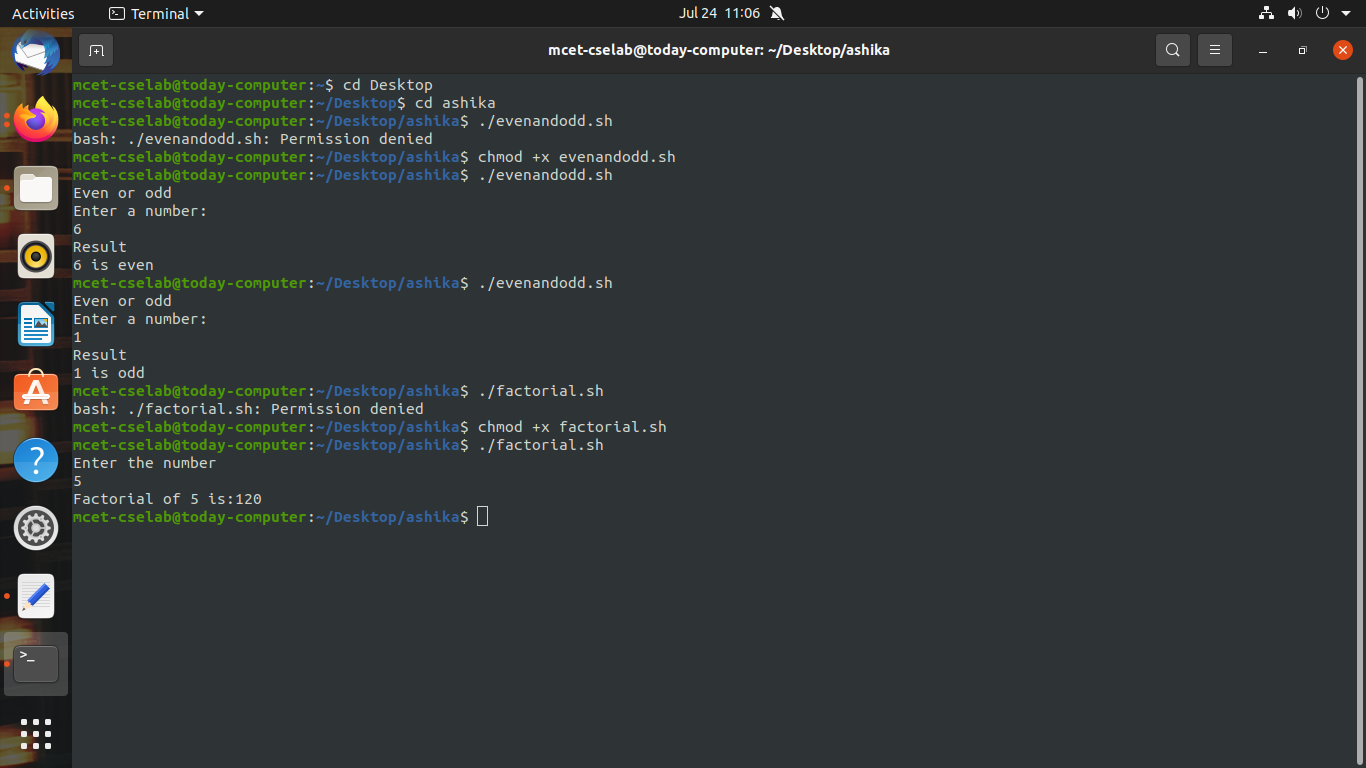 Activities Terminal Jul 24 11:06
mcet-cselab@today-computer: ~/Desktop/ashika
mcet-cselab@today-computer:~$ cd Desktop
mcet-cselab@today-computer:~/Desktop$ cd ashika
mcet-cselab@today-computer:~/Desktop/ashika$ ./evenandodd.sh
bash: ./evenandodd.sh: Permission denied
mcet-cselab@today-computer:~/Desktop/ashika$ chmod +x evenandodd.sh
mcet-cselab@today-computer:~/Desktop/ashika$ ./evenandodd.sh
Even or odd
Enter a number:
6
Result
6 is even
mcet-cselab@today-computer:~/Desktop/ashika$ ./evenandodd.sh
Even or odd
Enter a number:
1
Result
1 is odd
mcet-cselab@today-computer:~/Desktop/ashika$ ./factorial.sh
bash: ./factorial.sh: Permission denied
mcet-cselab@today-computer:~/Desktop/ashika$ chmod +x factorial.sh
mcet-cselab@today-computer:~/Desktop/ashika$ ./factorial.sh
Enter the number
5
Factorial of 5 is:120
mcet-cselab@today-computer:~/Desktop/ashika$